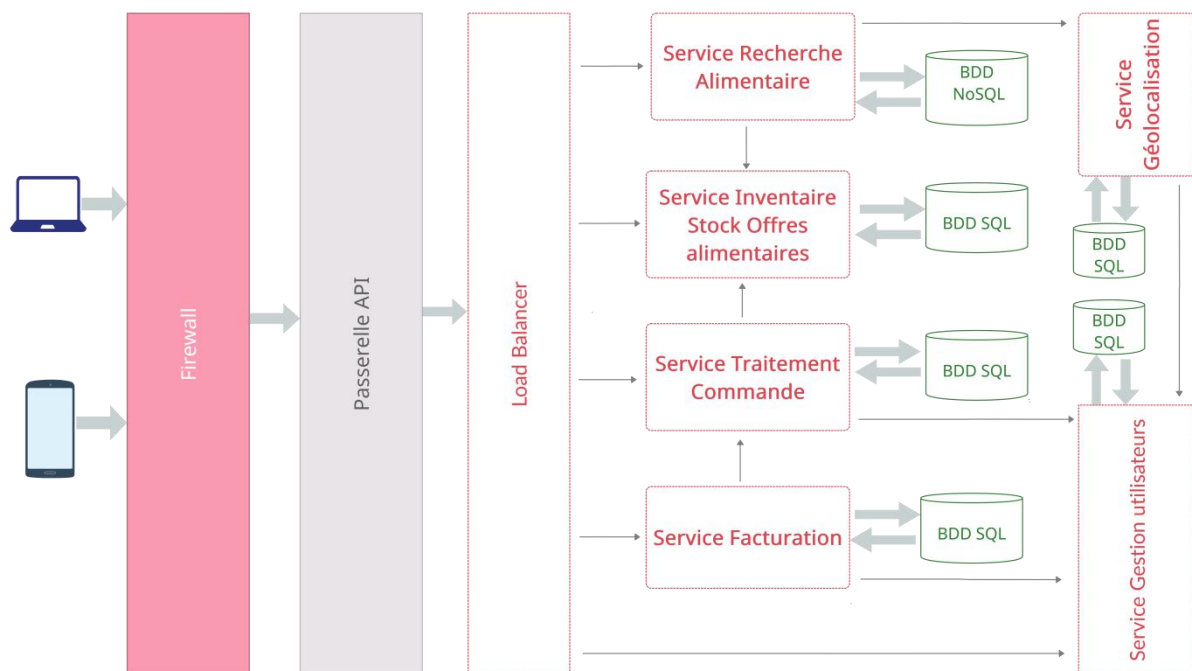 Firewall
Passerelle API
Load Balancer
Service Recherche
Alimentaire
BDD
NoSQL
Service
Géolocalisation
Service Inventaire
Stock Offres
alimentaires
BDD SQL
BDD
SQL
BDD
SQL
Service Traitement
Commande
BDD SQL
Service Facturation
BDD SQL
Service Gestion utilisateurs